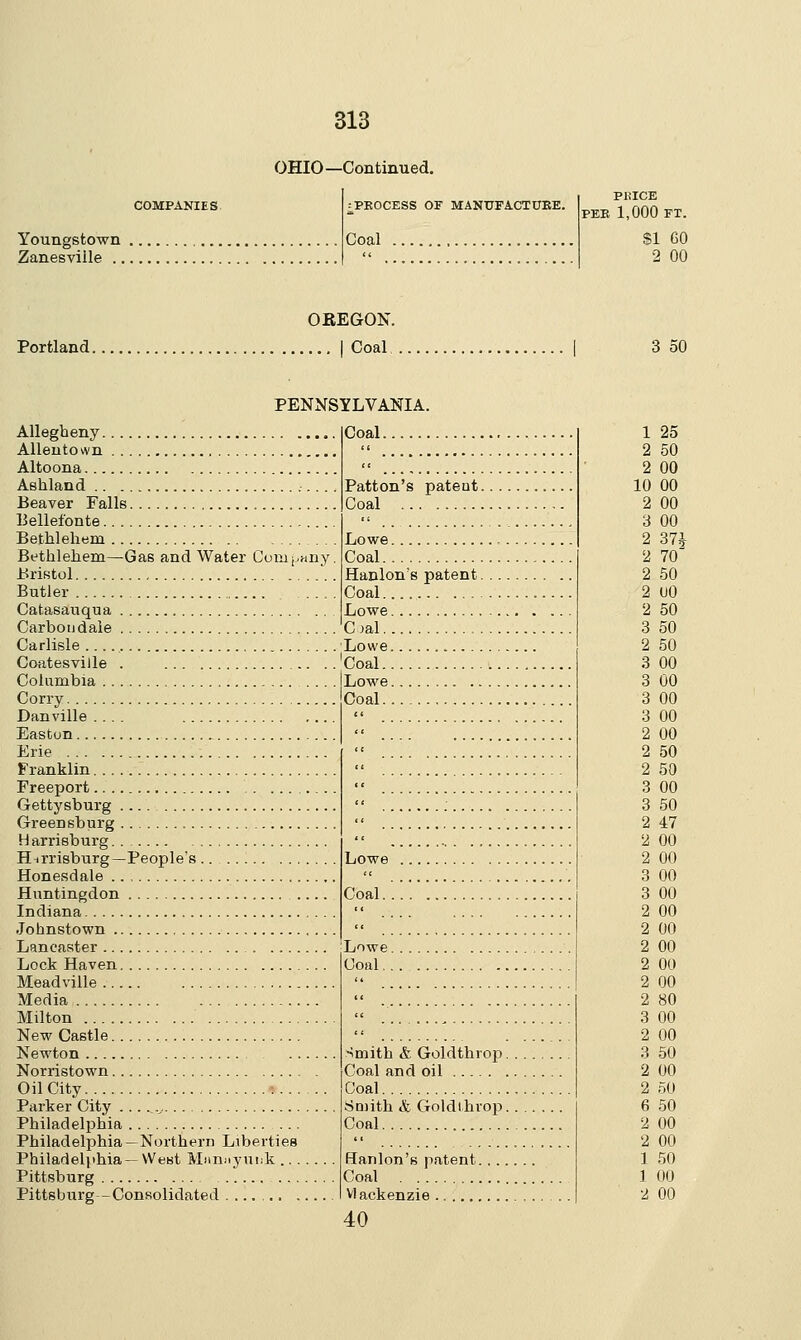 313
OHIO—Continued.
COMPANIES PROCESS OF MANUFACTURE. PRICE PER 1,000 FT.
Youngstown Coal $1 60
Zanesville “ 2 00
OREGON.
Portland Coal 3 50
PENNSYLVANIA.
Allegheny Coal 1 25
Allentown “ 2 50
Altoona “ 2 00
Ashland Patton's patent 10 00
Beaver Falls Coal 2 00
Bellefonte “ 3 00
Bethlehem Lowe 2 37½
Bethlehem—Gas and Water Company. Coal 2 70
Bristol Hanlon's patent 2 50
Butler Coal 2 00
Catasauqua Lowe 2 50
Carbondale Coal 3 50
Carlisle Lowe 2 50
Coatesville Coal 3 00
Columbia Lowe 3 00
Corry Coal 3 00
Danville “ 3 00
Easton “ 2 00
Erie “ 2 50
Franklin “ 2 50
Freeport “ 3 00
Gettysburg “ 3 50
Greensburg “ 2 47
Harrisburg “ 2 00
Harrisburg—People's Lowe 2 00
Honesdale “ 3 00
Huntingdon Coal 3 00
Indiana “ 2 00
Johnstown “ 2 00
Lancaster Lowe 2 00
Lock Haven Coal 2 00
Meadville “ 2 00
Media “ 2 80
Milton “ 3 00
New Castle “ 2 00
Newton Smith & Goldthrop 3 50
Norristown Coal and oil 2 00
Oil City Coal 2 50
Parker City Smith & Goldthrop 6 50
Philadelphia Coal 2 00
Philadelphia—Northern Liberties “ 2 00
Philadelphia—West Manayunk Hanlon's patent 1 50
Pittsburg Coal 1 00
Pittsburg—Consolidated Mackenzie 2 00
40